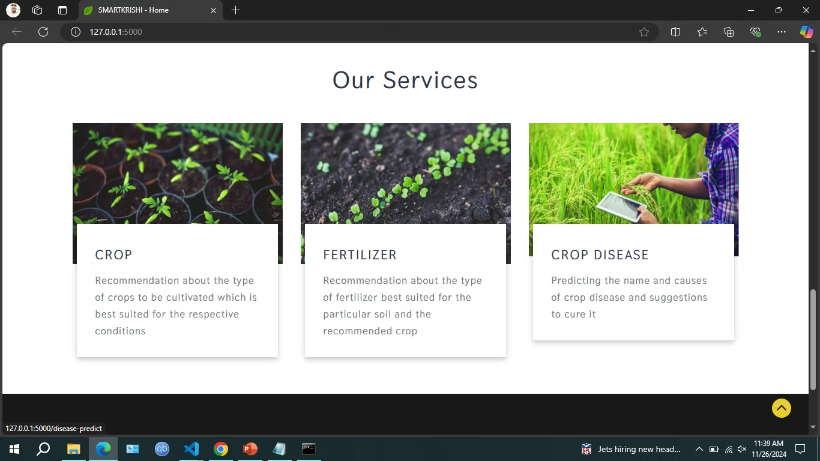 SMARTKRISHI - Home
127.0.0.1:5000
Our Services
CROP
Recommendation about the type
of crops to be cultivated which is
best suited for the respective
conditions
FERTILIZER
Recommendation about the type
of fertilizer best suited for the
particular soil and the
recommended crop
CROP DISEASE
Predicting the name and causes
of crop disease and suggestions
to cure it
127.0.0.1:5000/disease-predict
Jets hiring new head...
11:39 AM
11/26/2024